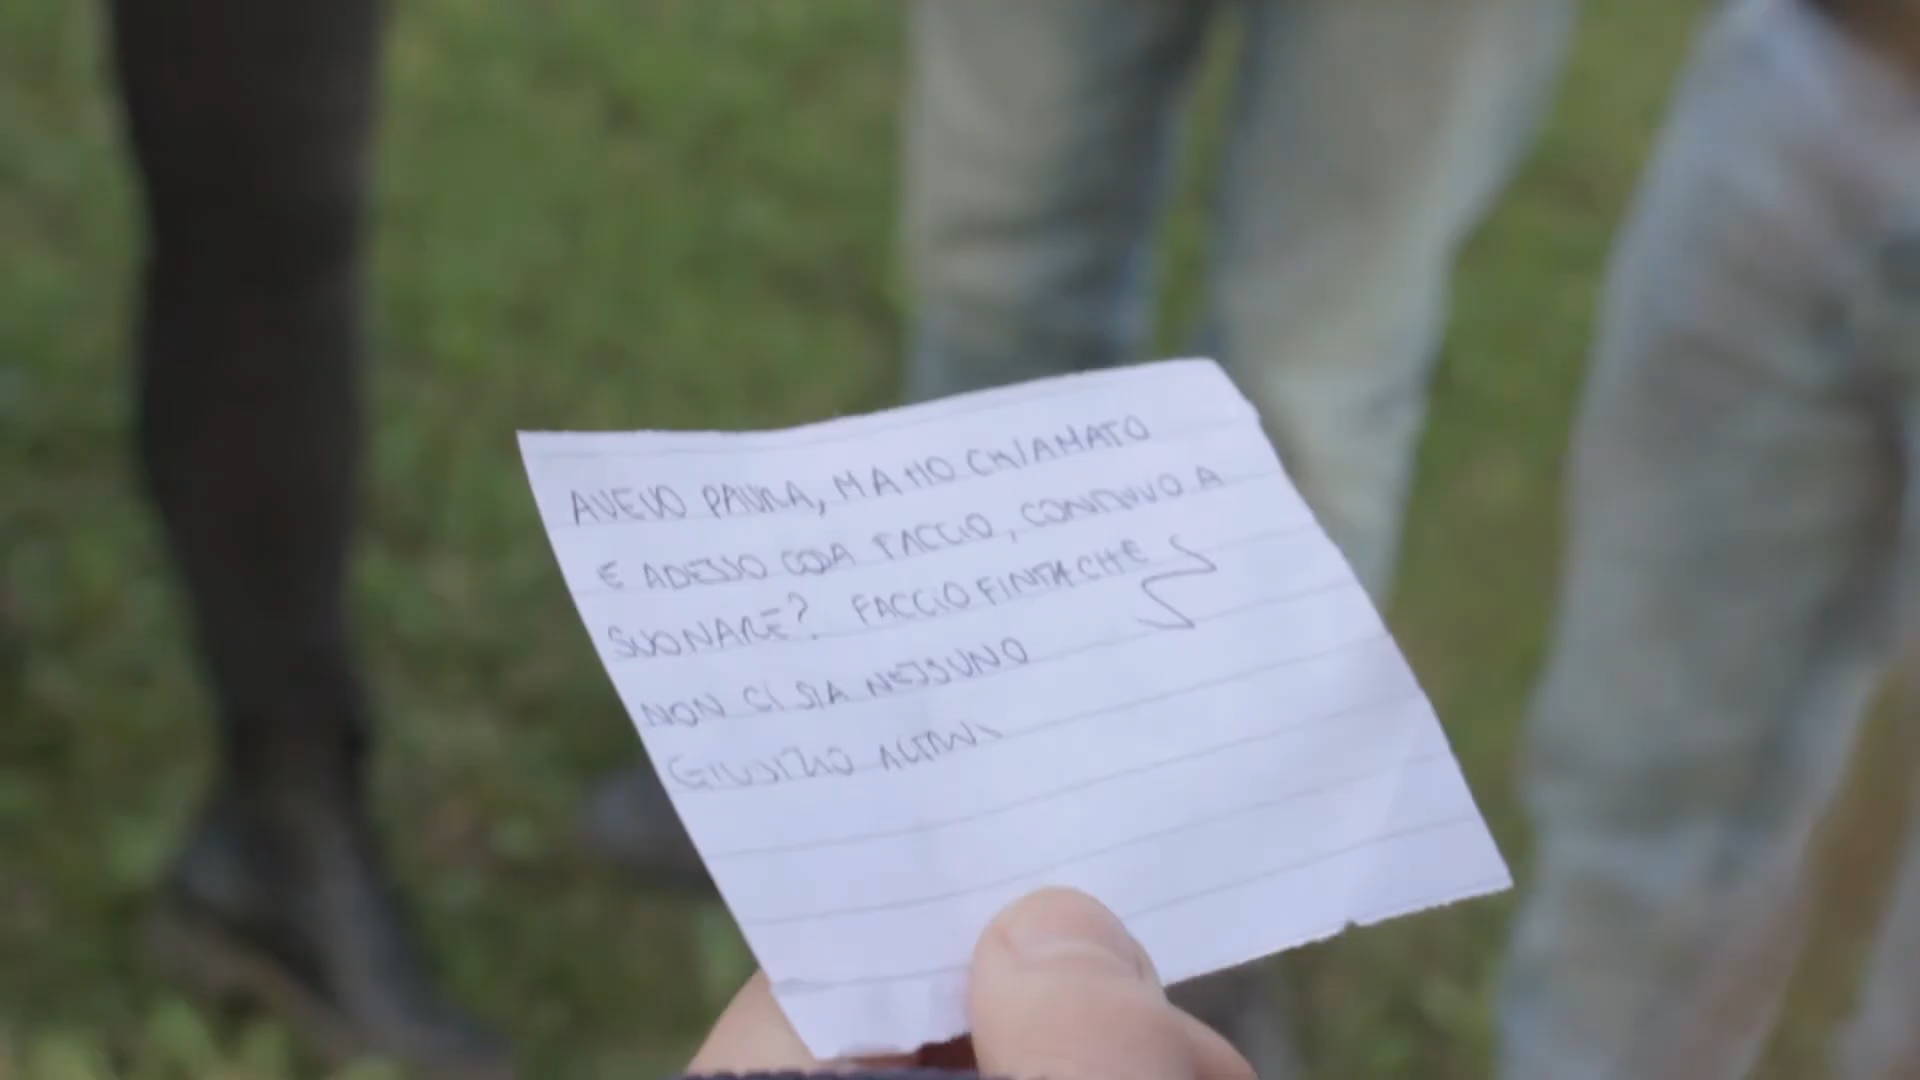 AVEVO PAURA, MA HO CHIAMATO
E ADESSO COSA FACCIO, CONTINUO A
SUONARE? FACCIO FINTA CHE
NON CI SIA NESSUNO